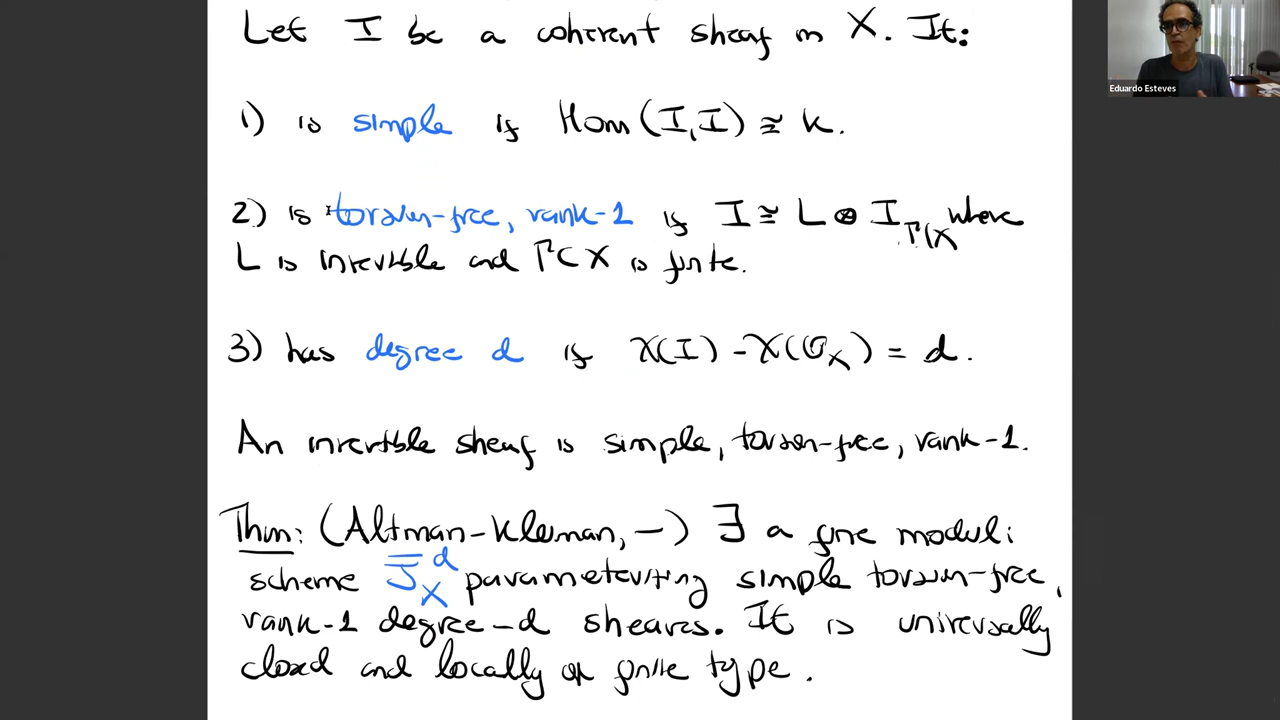 Let I be a coherent sheaf on X. It:
Eduardo Esteves
1) is simple if Hom(I,I) ≅ k.
2) is torsion-free, rank-1 if I ≅ L ⊗ I_{Γ|X} where
L is invertible and Γ⊂X is finite.
3) has degree d if χ(I) - χ(O_X) = d.
An invertible sheaf is simple, torsion-free, rank-1.
Thm: (Altman-Kleiman, —) ∃ a fine moduli
scheme J̅_X^d parameterizing simple torsion-free,
rank-1 degree-d sheaves. It is universally
closed and locally of finite type.